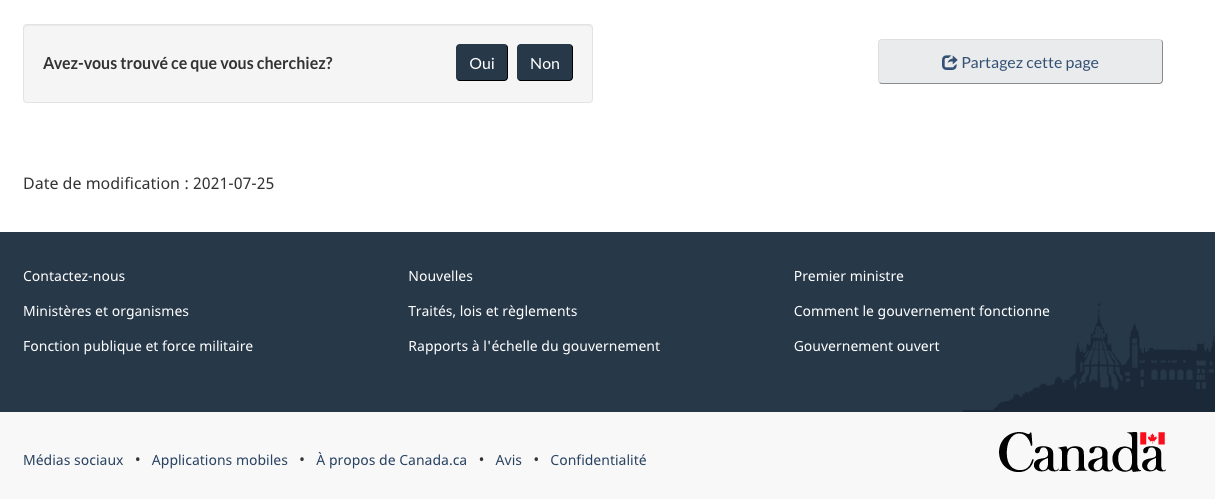 Avez-vous trouvé ce que vous cherchiez?
Oui
Non
Partagez cette page
Date de modification : 2021-07-25
Contactez-nous
Nouvelles
Premier ministre
Ministères et organismes
Traités, lois et règlements
Comment le gouvernement fonctionne
Fonction publique et force militaire
Rapports à l'échelle du gouvernement
Gouvernement ouvert
Médias sociaux • Applications mobiles • À propos de Canada.ca • Avis • Confidentialité
Canada